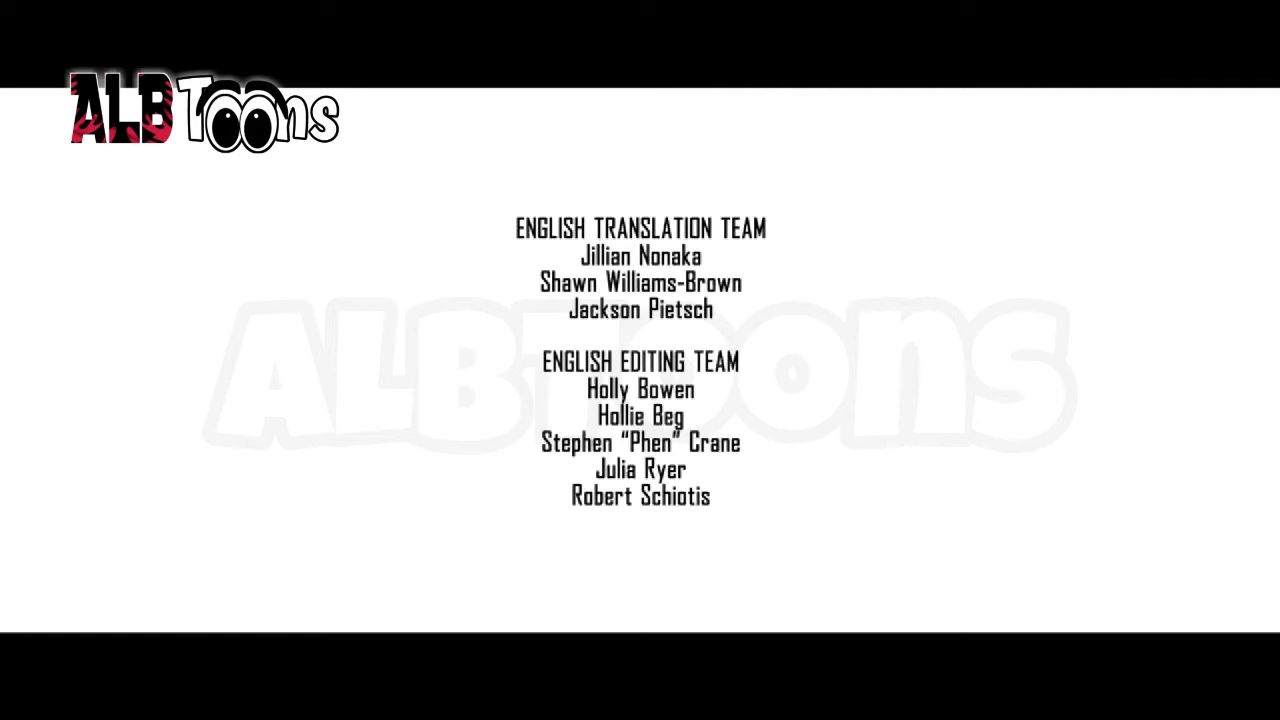 ALBToons
ENGLISH TRANSLATION TEAM
Jillian Nonaka
Shawn Williams-Brown
Jackson Pietsch
ALBTOONS
ENGLISH EDITING TEAM
Holly Bowen
Hollie Beg
Stephen “Phen” Crane
Julia Ryer
Robert Schiotis